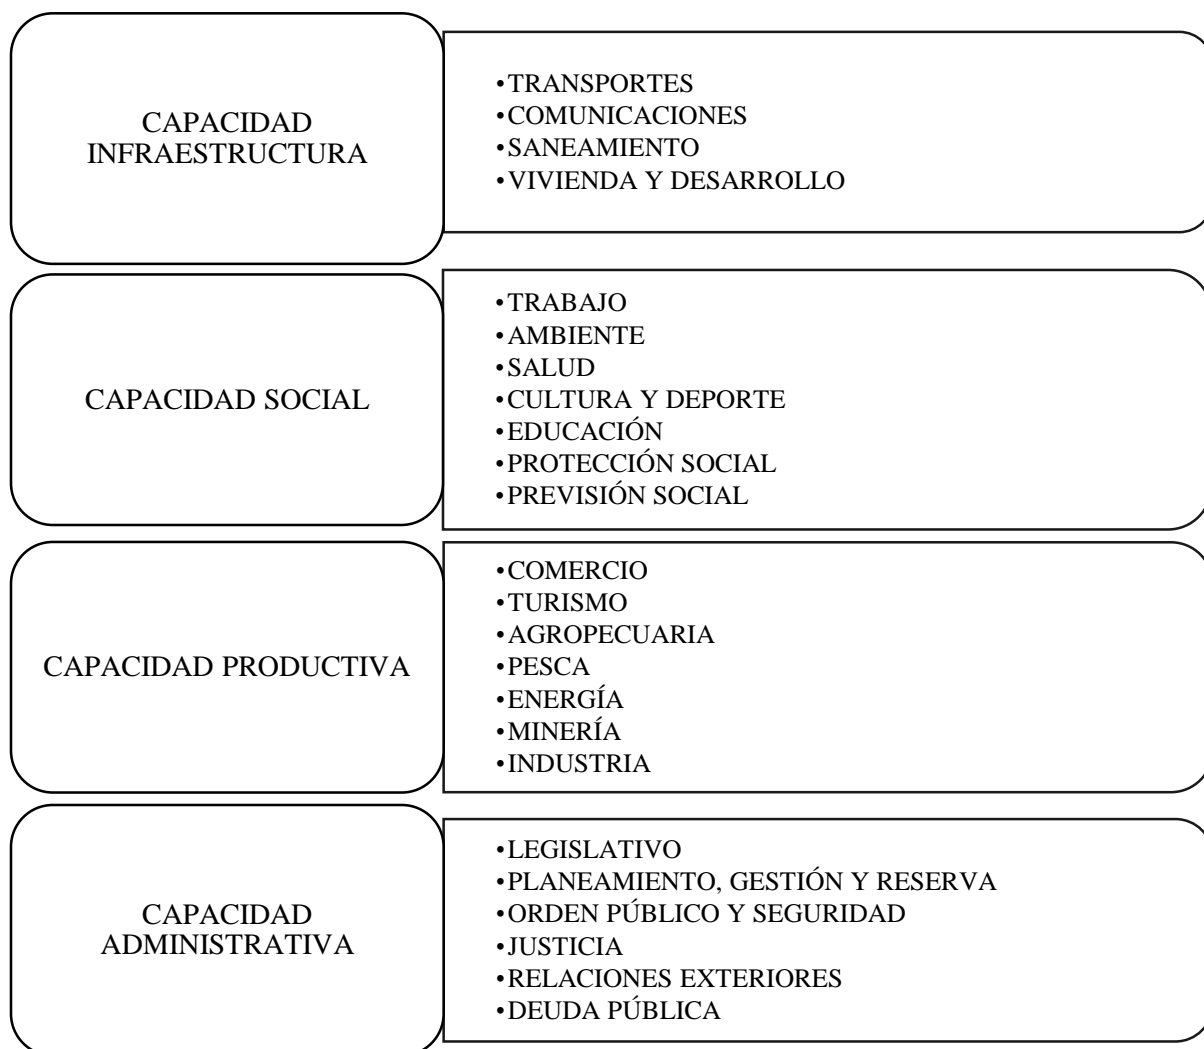 CAPACIDAD
INFRAESTRUCTURA
•TRANSPORTES
•COMUNICACIONES
•SANEAMIENTO
•VIVIENDA Y DESARROLLO
CAPACIDAD SOCIAL
•TRABAJO
•AMBIENTE
•SALUD
•CULTURA Y DEPORTE
•EDUCACIÓN
•PROTECCIÓN SOCIAL
•PREVISIÓN SOCIAL
CAPACIDAD PRODUCTIVA
•COMERCIO
•TURISMO
•AGROPECUARIA
•PESCA
•ENERGÍA
•MINERÍA
•INDUSTRIA
CAPACIDAD
ADMINISTRATIVA
•LEGISLATIVO
•PLANEAMIENTO, GESTIÓN Y RESERVA
•ORDEN PÚBLICO Y SEGURIDAD
•JUSTICIA
•RELACIONES EXTERIORES
•DEUDA PÚBLICA